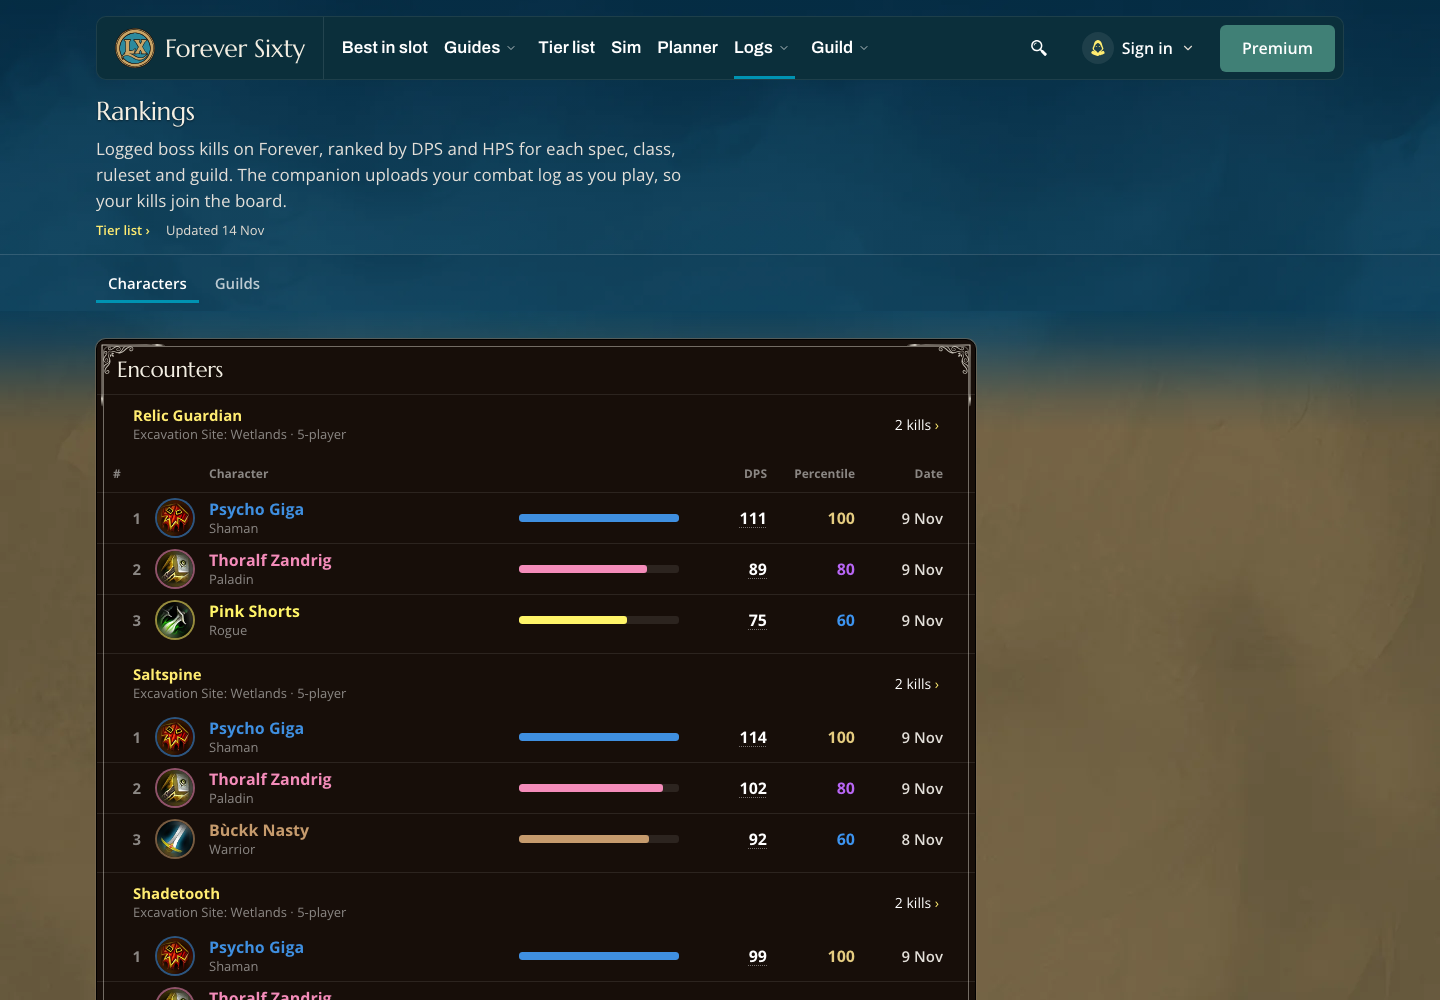 LX Forever Sixty
Best in slot Guides Tier list Sim Planner Logs Guild Sign in Premium
Rankings
Logged boss kills on Forever, ranked by DPS and HPS for each spec, class,
ruleset and guild. The companion uploads your combat log as you play, so
your kills join the board.
Tier list › Updated 14 Nov
Characters Guilds
Encounters
Relic Guardian
Excavation Site: Wetlands · 5-player
2 kills ›
# Character DPS Percentile Date
1 Psycho Giga 111 100 9 Nov
Shaman
2 Thoralf Zandrig 89 80 9 Nov
Paladin
3 Pink Shorts 75 60 9 Nov
Rogue
Saltspine
Excavation Site: Wetlands · 5-player
2 kills ›
1 Psycho Giga 114 100 9 Nov
Shaman
2 Thoralf Zandrig 102 80 9 Nov
Paladin
3 Bùckk Nasty 92 60 8 Nov
Warrior
Shadetooth
Excavation Site: Wetlands · 5-player
2 kills ›
1 Psycho Giga 99 100 9 Nov
Shaman
Thoralf Zandrig